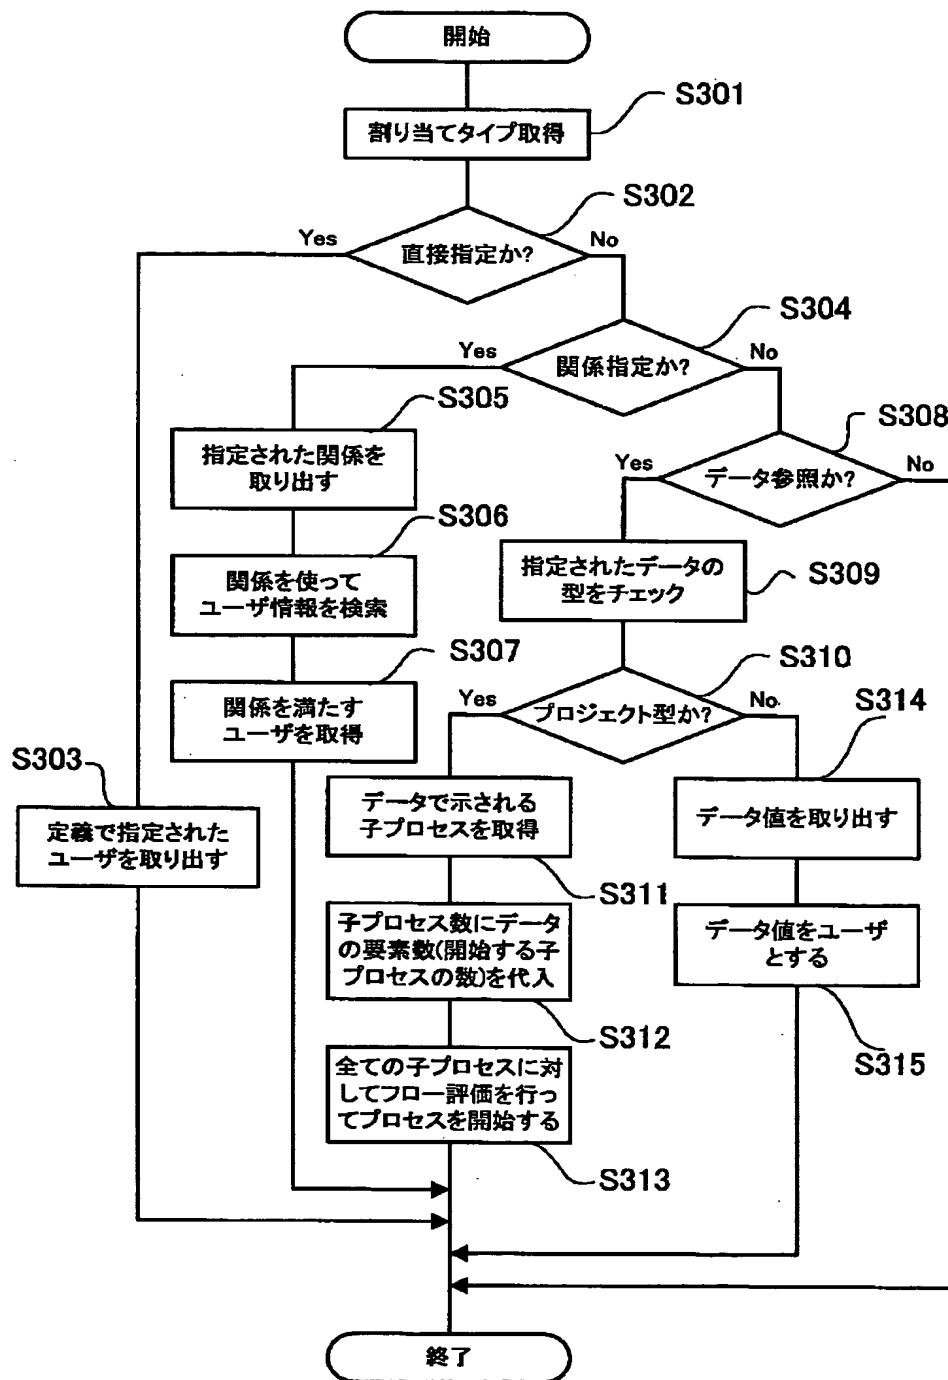 開始
S301
割り当てタイプ取得
S302
Yes
直接指定か?
No
S304
Yes
関係指定か?
No
S305
指定された関係を
取り出す
S308
Yes
データ参照か?
No
S306
関係を使って
ユーザ情報を検索
指定されたデータの
型をチェック
S309
S307
関係を満たす
ユーザを取得
S310
Yes
プロジェクト型か?
No
S314
S303
定義で指定された
ユーザを取り出す
データで示される
子プロセスを取得
データ値を取り出す
S311
子プロセス数にデータ
の要素数(開始する子
プロセスの数)を代入
データ値をユーザ
とする
S312
S315
全ての子プロセスに対
してフロー評価を行っ
てプロセスを開始する
S313
終了